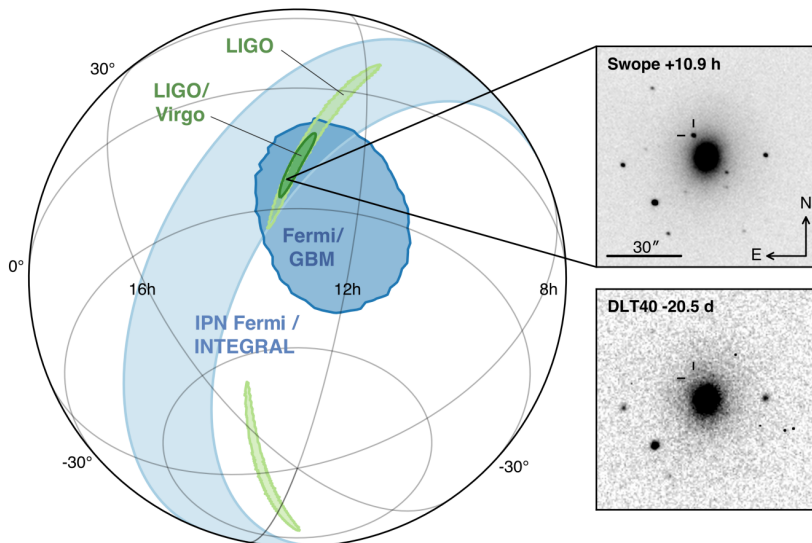 LIGO
30°
LIGO/
Virgo
Swope +10.9 h
N
E
30″
Fermi/
GBM
0°
16h
12h
8h
IPN Fermi /
INTEGRAL
DLT40 -20.5 d
-30°
-30°